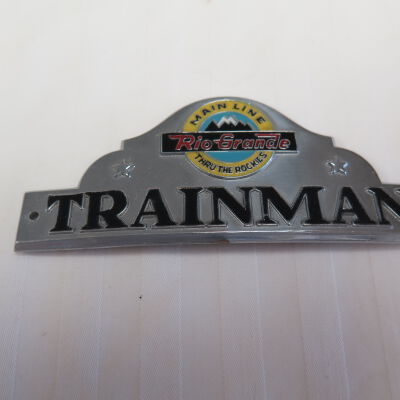 MAIN LINE
Rio Grande
THRU THE ROCKIES
TRAINMAN